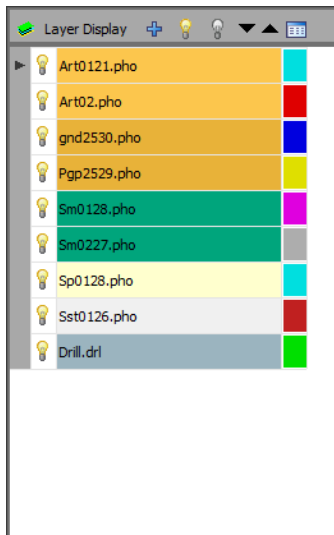 Layer Display
Art0121.pho
Art02.pho
gnd2530.pho
Pgp2529.pho
Sm0128.pho
Sm0227.pho
Sp0128.pho
Sst0126.pho
Drill.drl